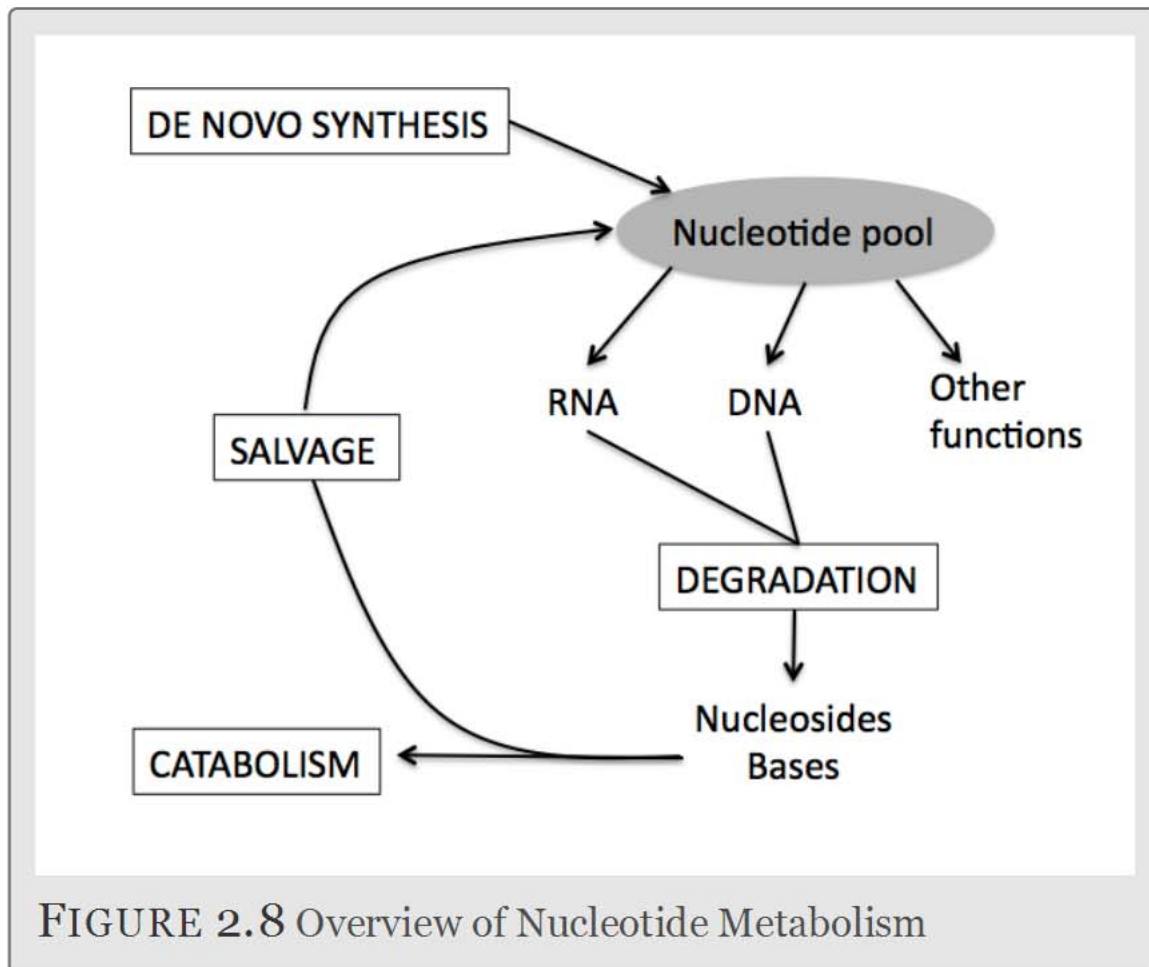 DE NOVO SYNTHESIS
Nucleotide pool
RNA
DNA
Other
functions
SALVAGE
DEGRADATION
Nucleosides
Bases
CATABOLISM
FIGURE 2.8 Overview of Nucleotide Metabolism